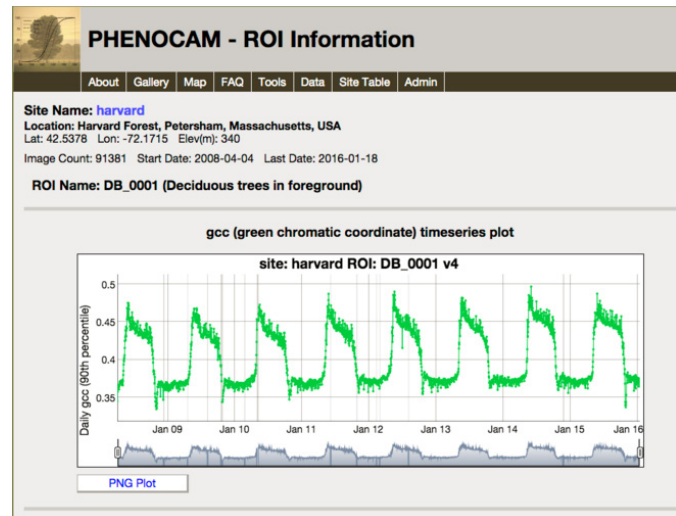 PHENOCAM - ROI Information
About Gallery Map FAQ Tools Data Site Table Admin
Site Name: harvard
Location: Harvard Forest, Petersham, Massachusetts, USA
Lat: 42.5378 Lon: -72.1715 Elev(m): 340
Image Count: 91381 Start Date: 2008-04-04 Last Date: 2016-01-18
ROI Name: DB_0001 (Deciduous trees in foreground)
gcc (green chromatic coordinate) timeseries plot
site: harvard ROI: DB_0001 v4
Daily gcc (90th percentile)
0.5
0.45
0.4
0.35
Jan 09 Jan 10 Jan 11 Jan 12 Jan 13 Jan 14 Jan 15 Jan 16
PNG Plot